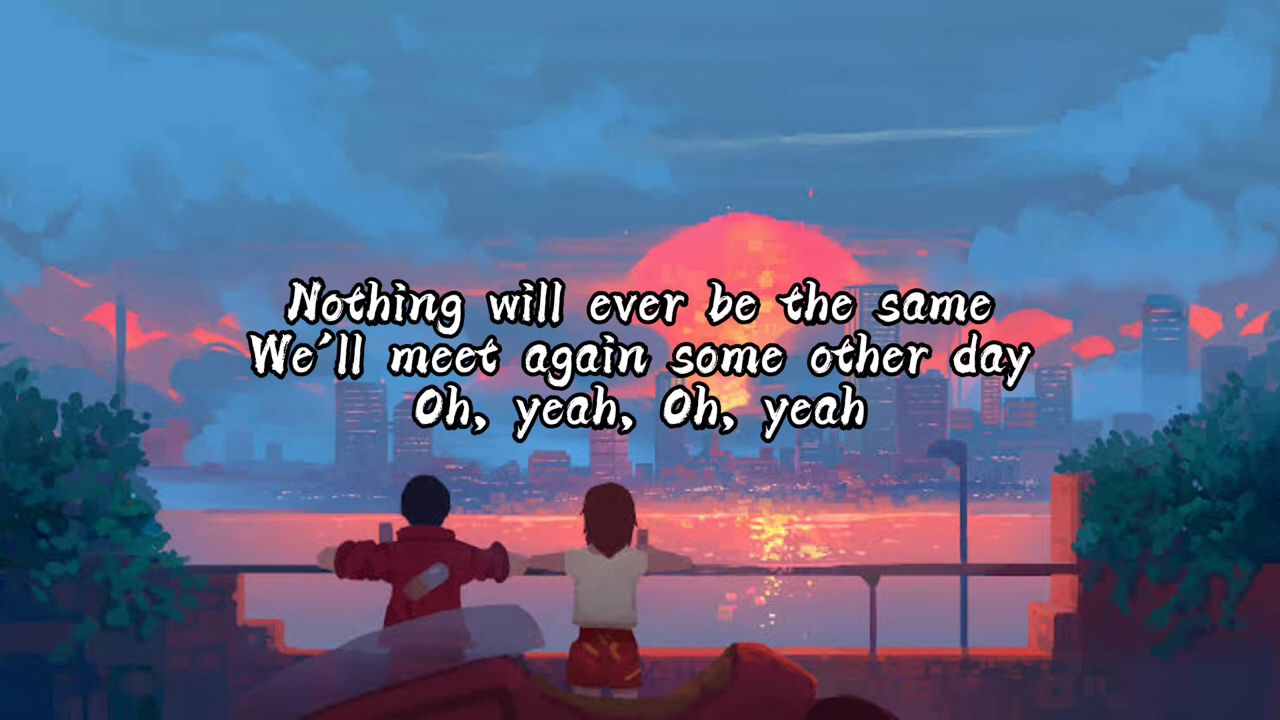 Nothing will ever be the same
We´ll meet again some other day
Oh, yeah, Oh, yeah